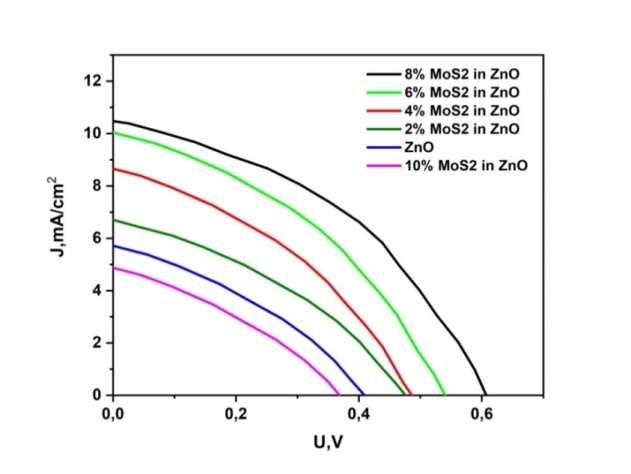 8% MoS2 in ZnO
6% MoS2 in ZnO
4% MoS2 in ZnO
2% MoS2 in ZnO
ZnO
10% MoS2 in ZnO
12
10
8
6
4
2
0
J,mA/cm²
0,0
0,2
0,4
0,6
U,V